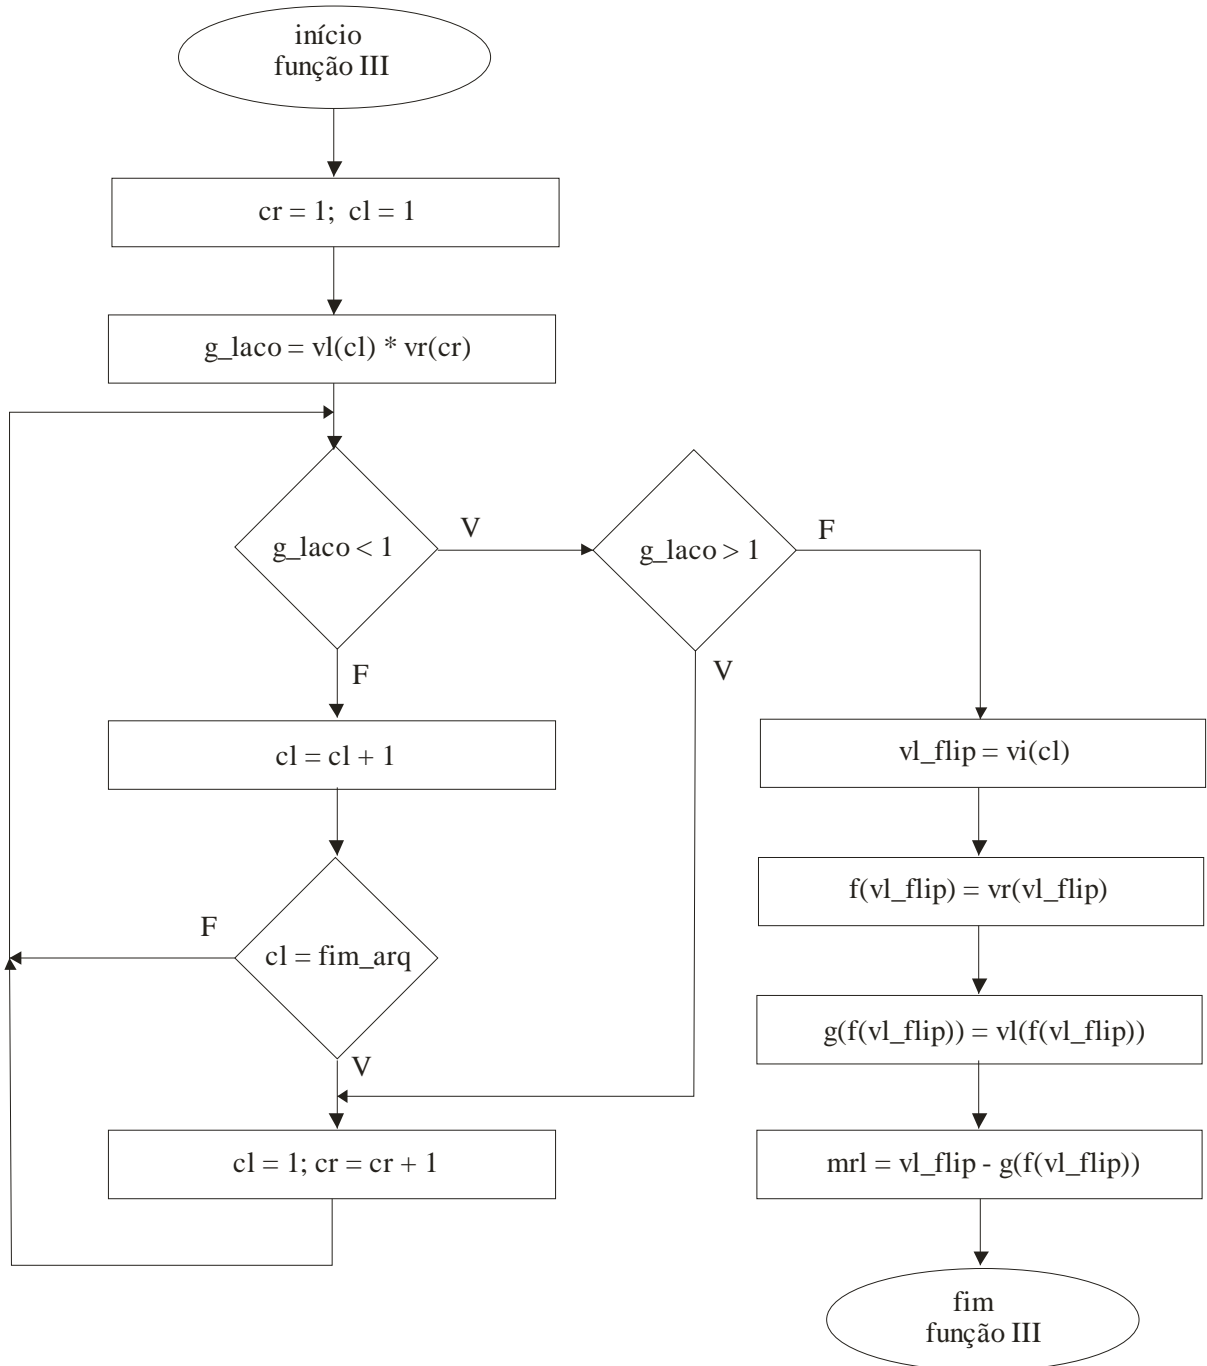 início
função III
cr = 1; cl = 1
g_laco = vl(cl) * vr(cr)
g_laco < 1
V
g_laco > 1
F
F
V
cl = cl + 1
vl_flip = vi(cl)
f(vl_flip) = vr(vl_flip)
F
cl = fim_arq
g(f(vl_flip)) = vl(f(vl_flip))
V
cl = 1; cr = cr + 1
mrl = vl_flip - g(f(vl_flip))
fim
função III